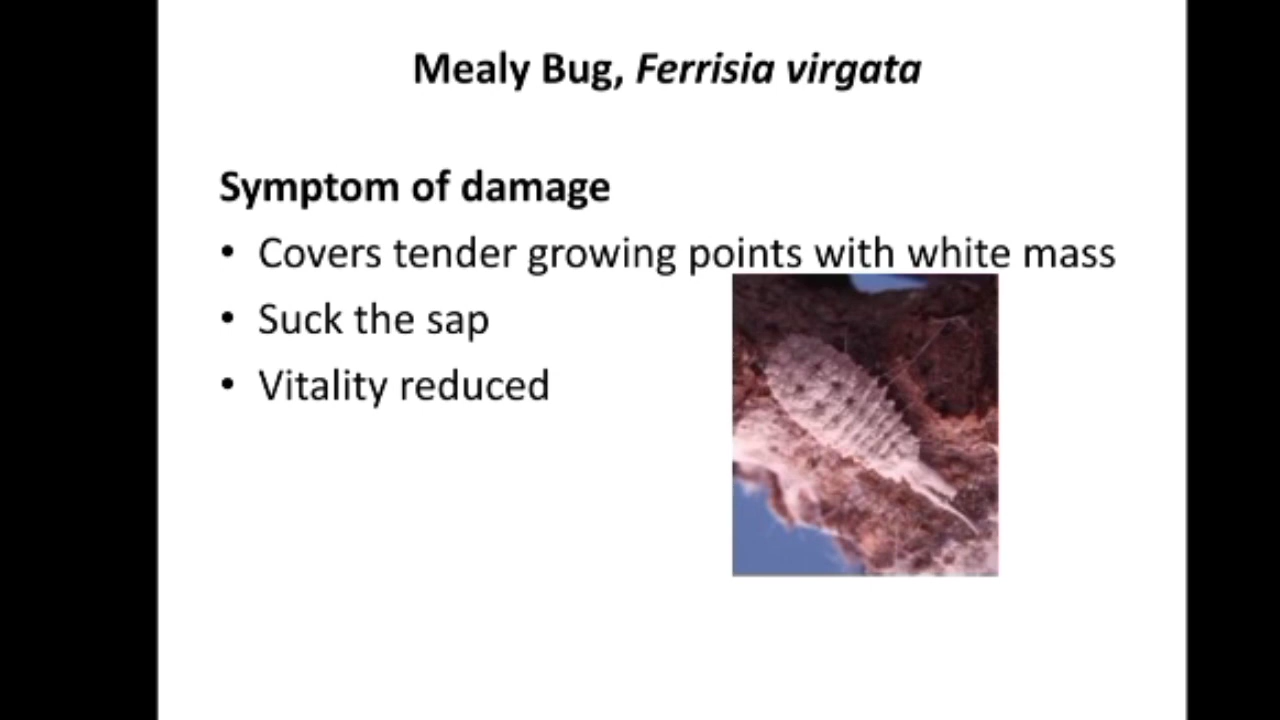 Mealy Bug, Ferrisia virgata
Symptom of damage
• Covers tender growing points with white mass
• Suck the sap
• Vitality reduced